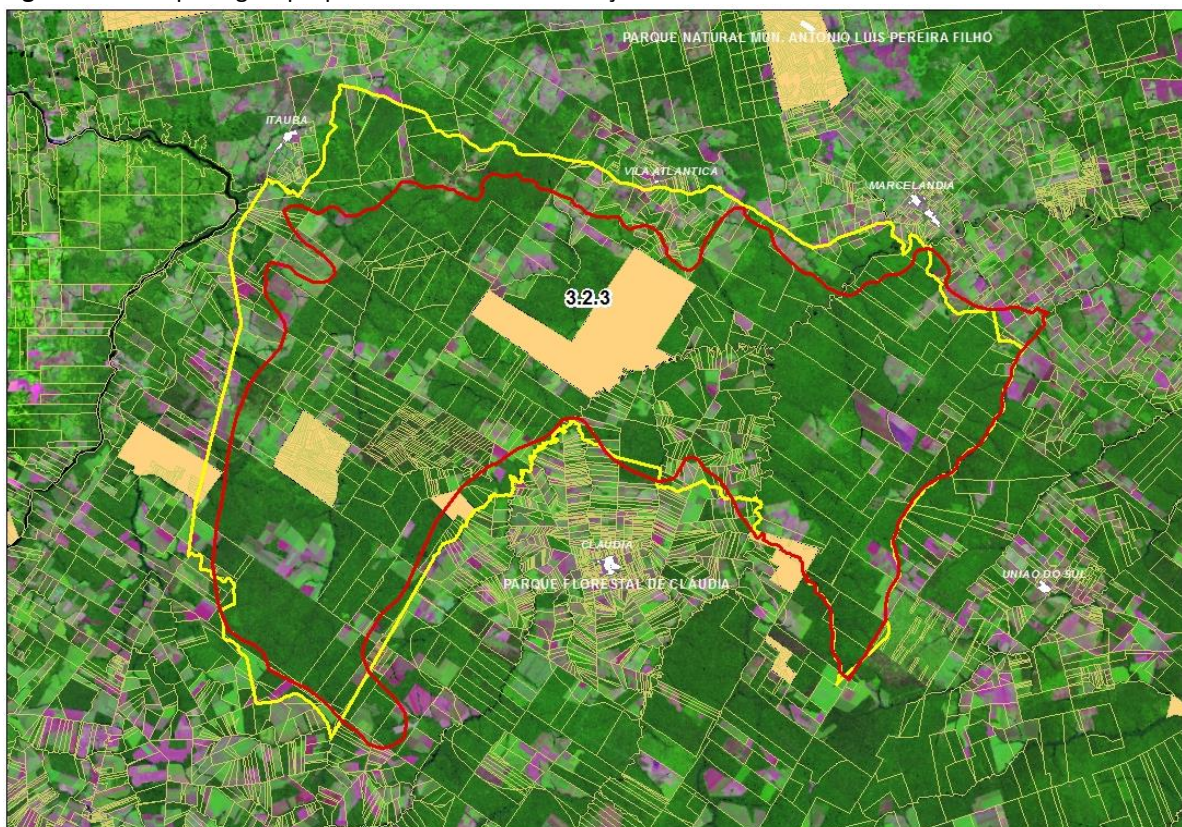 PARQUE NATURAL MUN. ANTONIO LUIS PEREIRA FILHO
ITAUBA
VILA ATLANTICA
MARCELANDIA
3.2.3
CLAUDIA
PARQUE FLORESTAL DE CLAUDIA
UNIAO DO SUL